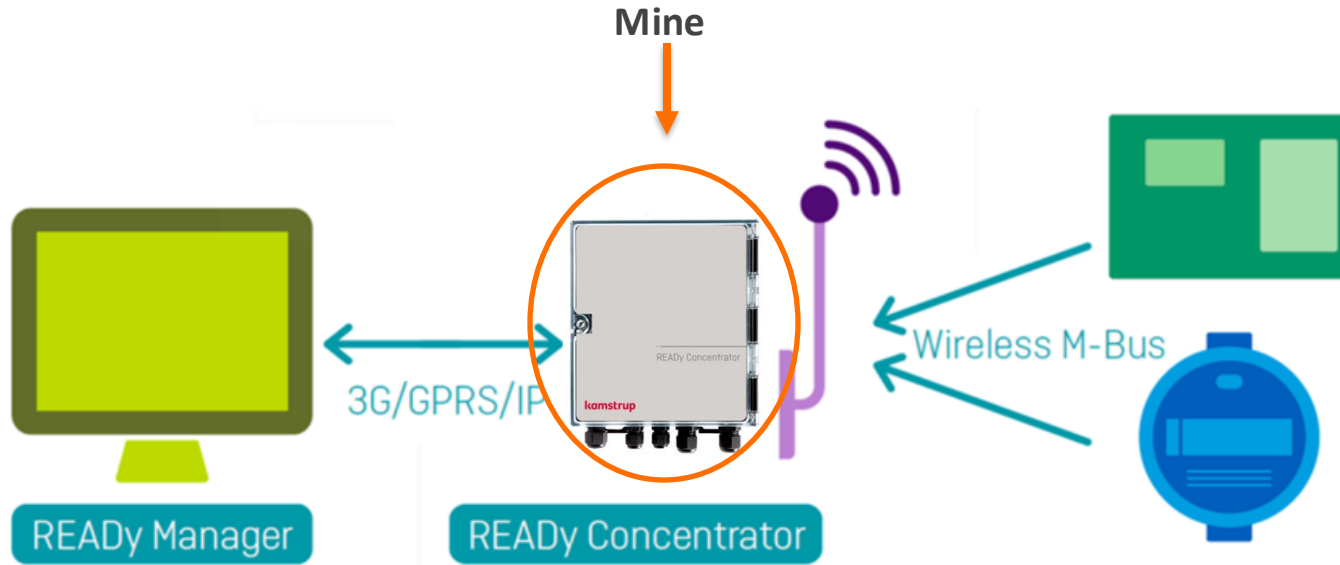 Mine
READy Concentrator
kamstrup
3G/GPRS/IP
Wireless M-Bus
READy Manager
READy Concentrator